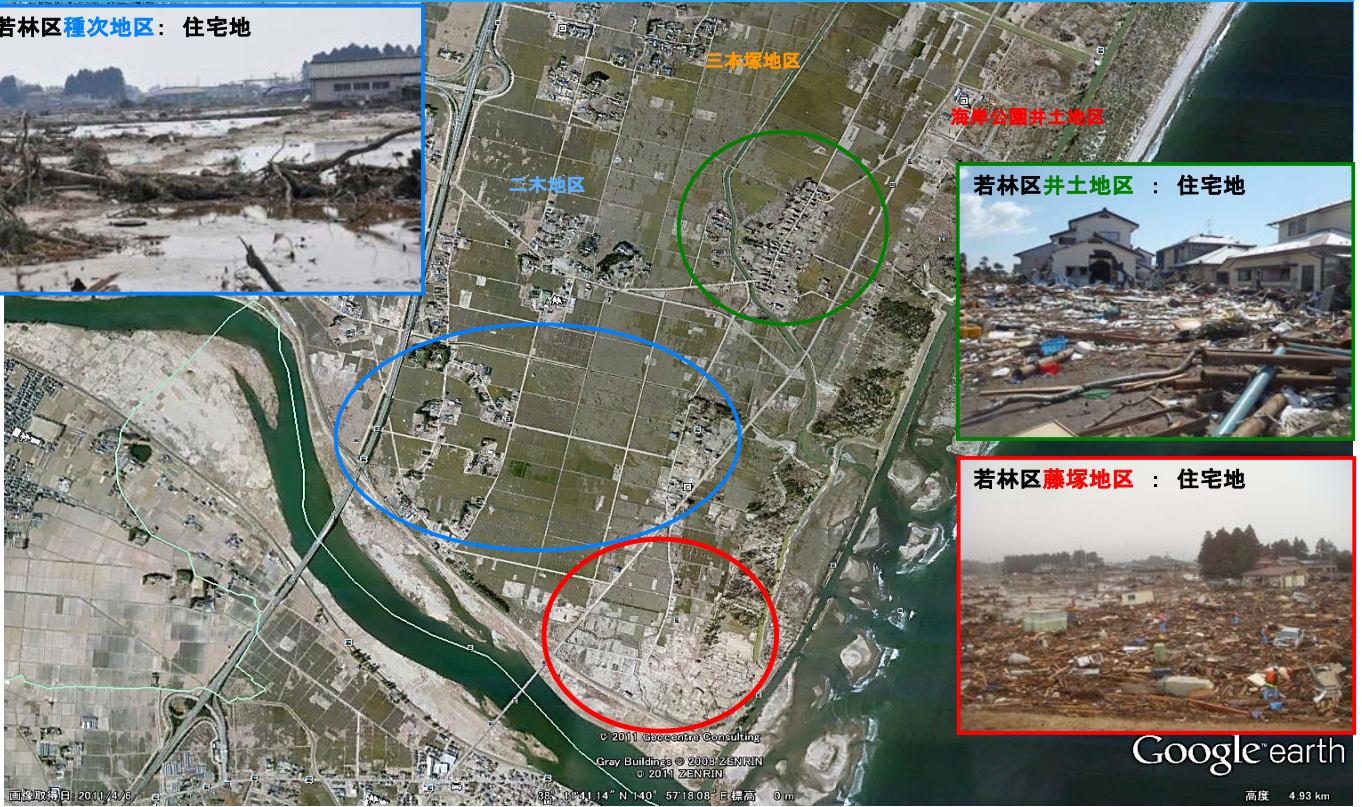 若林区種次地区： 住宅地
三本塚地区
海岸公園井土地区
二木地区
若林区井土地区 ： 住宅地
若林区藤塚地区 ： 住宅地
© 2011 Geocentre Consulting
Gray Buildings © 2008 ZENRIN
© 2011 ZENRIN
Google™earth
画像取得日: 2011/4/6
38° 11'41.14" N 140° 57'18.08" E 標高 0 m
高度 4.93 km